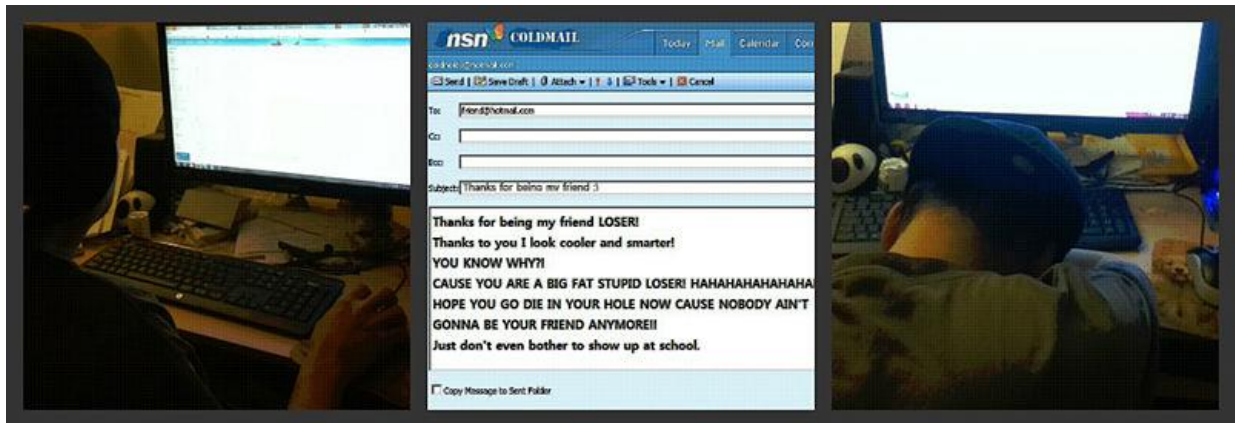 nsn COLDMAIL
Today Mail Calendar Con
Send | Save Draft | Attach | Tools | Cancel
To: friend@hotmail.com
Cc:
Bcc:
Subject: Thanks for being my friend :)
Thanks for being my friend LOSER!
Thanks to you I look cooler and smarter!
YOU KNOW WHY?!
CAUSE YOU ARE A BIG FAT STUPID LOSER! HAHAHAHAHAHAHA
HOPE YOU GO DIE IN YOUR HOLE NOW CAUSE NOBODY AIN'T
GONNA BE YOUR FRIEND ANYMORE!!
Just don't even bother to show up at school.
Copy Message to Sent Folder